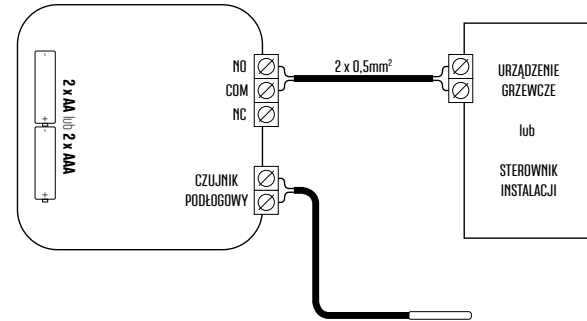 2 x AA lub 2 x AAA
NO
COM
NC
CZUJNIK
PODŁOGOWY
2 x 0,5mm²
URZĄDZENIE
GRZEWCZE
lub
STEROWNIK
INSTALACJI